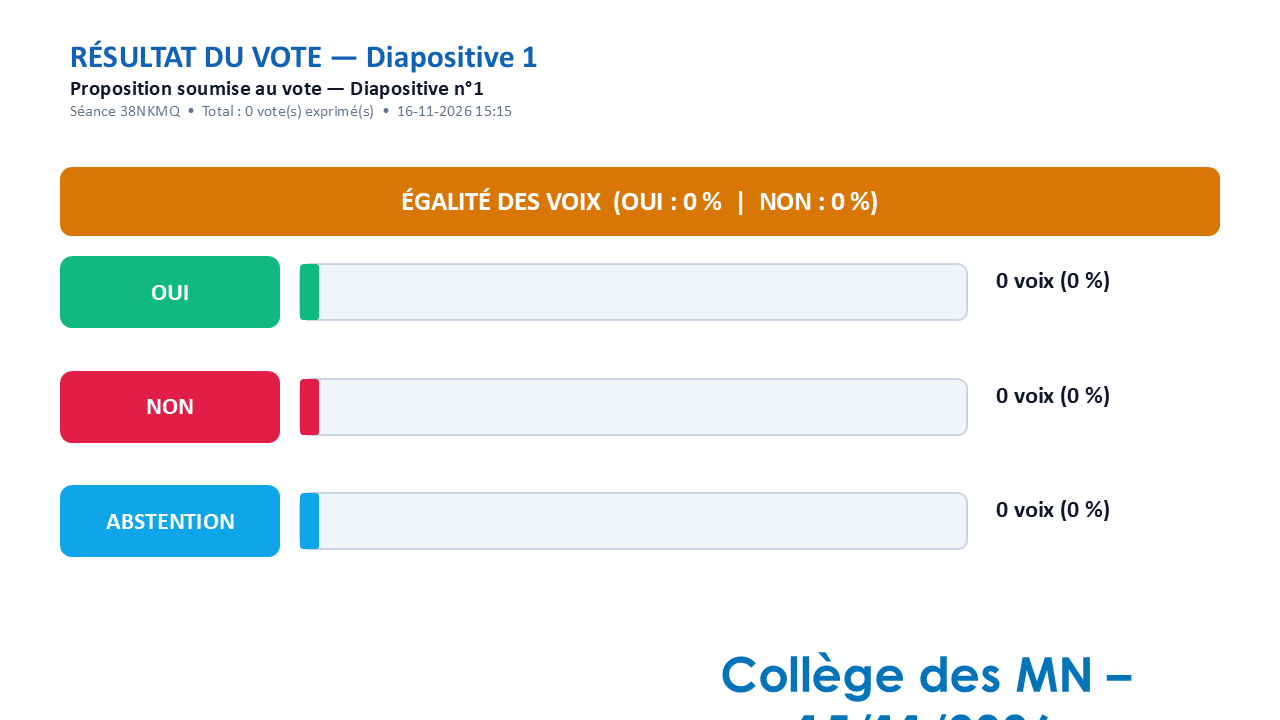 RÉSULTAT DU VOTE — Diapositive 1
Proposition soumise au vote — Diapositive n°1
Séance 38NKMQ • Total : 0 vote(s) exprimé(s) • 16-11-2026 15:15
ÉGALITÉ DES VOIX (OUI : 0 % | NON : 0 %)
OUI
0 voix (0 %)
NON
0 voix (0 %)
ABSTENTION
0 voix (0 %)
Collège des MN –